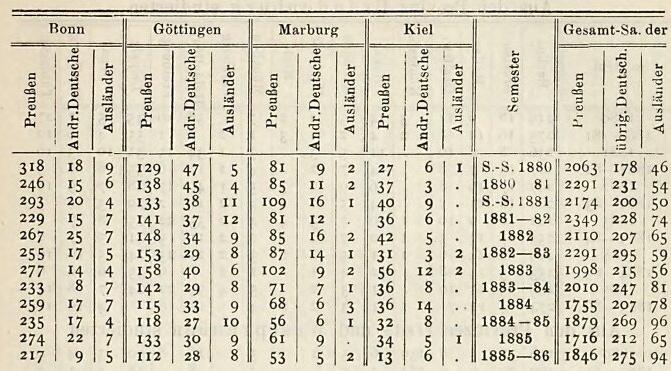 Bonn Göttingen Marburg Kiel Gesamt-Sa. der
Preußen Andr. Deutsche Ausländer Preußen Andr. Deutsche Ausländer Preußen Andr. Deutsche Ausländer Preußen Andr. Deutsche Ausländer Semester Preußen übrig. Deutsch. Ausländer
318 18 9 129 47 5 81 9 2 27 6 1 S.-S. 1880 2063 178 46
246 15 6 138 45 4 85 11 2 37 3 . 1880 81 2291 231 54
293 20 4 133 38 11 109 16 1 40 9 . S.-S. 1881 2174 200 50
229 15 7 141 37 12 81 12 . 36 6 . 1881—82 2349 228 74
267 25 7 148 34 9 85 16 2 42 5 . 1882 2110 207 65
255 17 5 153 29 8 87 14 1 31 3 2 1882—83 2291 295 59
277 14 4 158 40 6 102 9 2 56 12 2 1883 1998 215 56
233 8 7 142 29 8 71 7 1 36 8 . 1883—84 2010 247 81
259 17 7 115 33 9 68 6 3 36 14 . 1884 1755 207 78
235 17 4 118 27 10 56 6 1 32 8 . 1884—85 1879 269 96
274 22 7 133 30 9 61 9 . 34 5 1 1885 1716 212 65
217 9 5 112 28 8 53 5 2 13 6 . 1885—86 1846 275 94